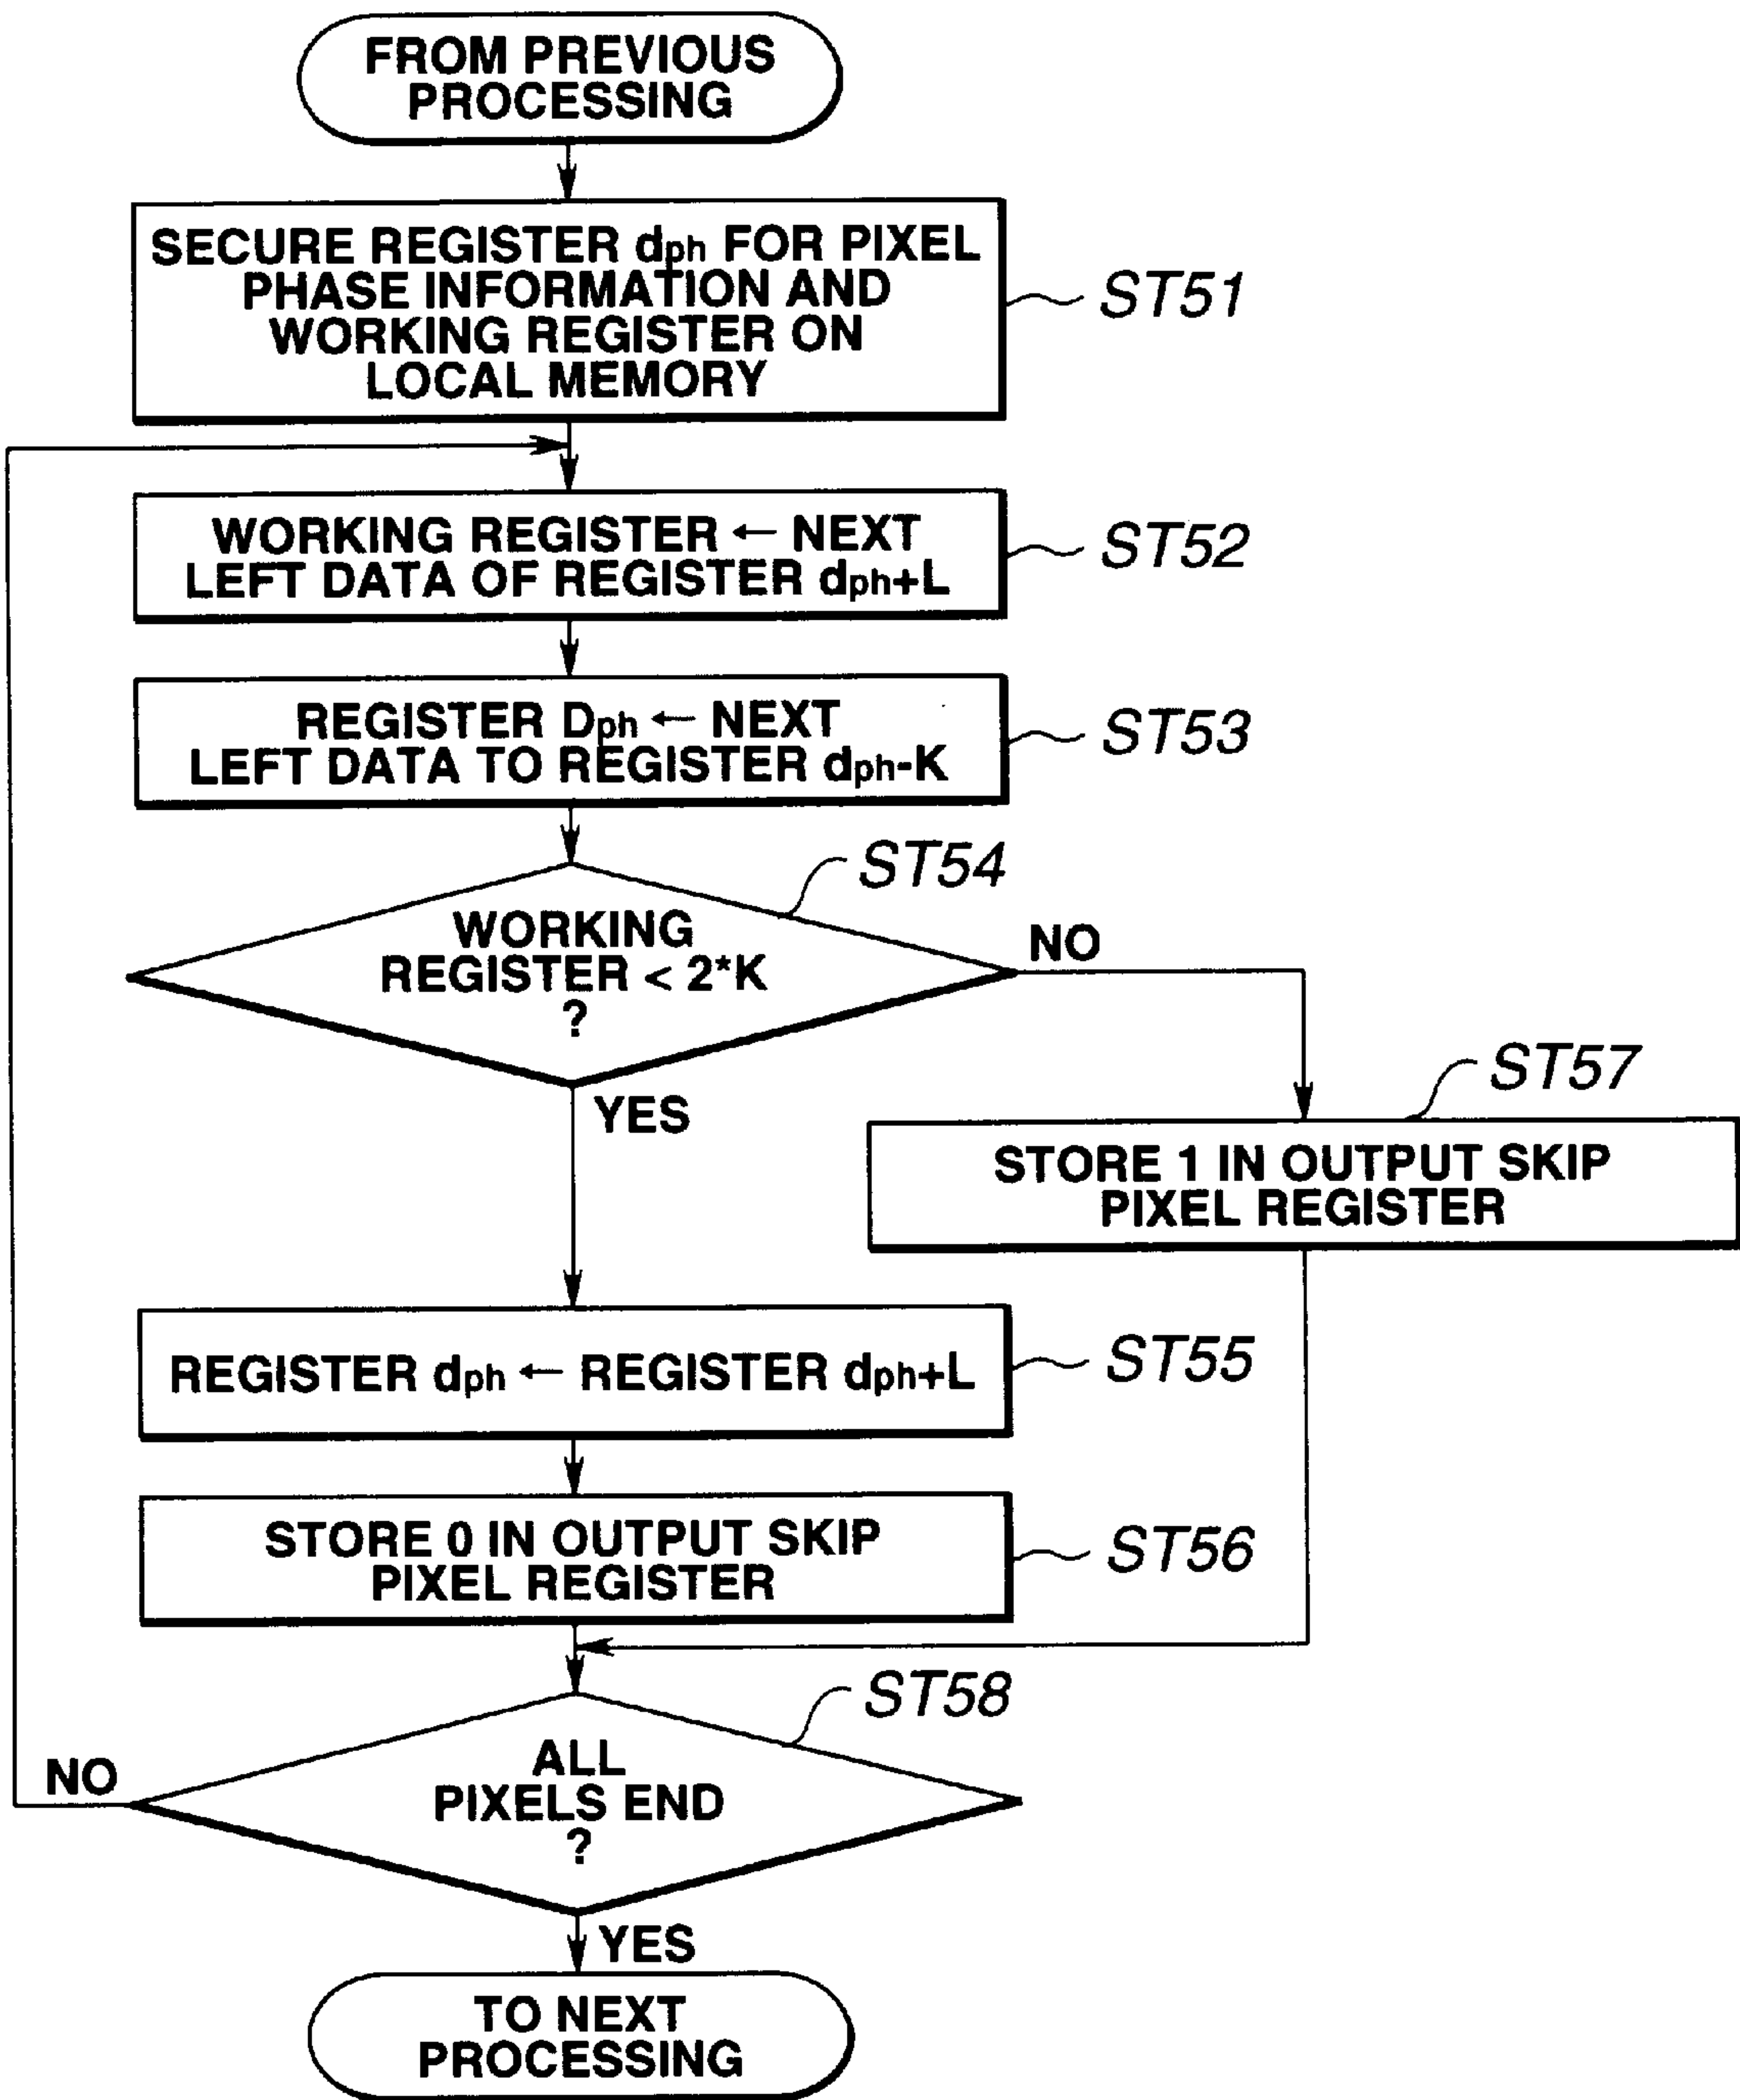 FROM PREVIOUS
PROCESSING
SECURE REGISTER dph FOR PIXEL
PHASE INFORMATION AND
WORKING REGISTER ON
LOCAL MEMORY
ST51
WORKING REGISTER ← NEXT
LEFT DATA OF REGISTER dph+L
ST52
REGISTER Dph ← NEXT
LEFT DATA TO REGISTER dph-K
ST53
ST54
WORKING
REGISTER < 2*K
?
NO
YES
ST57
STORE 1 IN OUTPUT SKIP
PIXEL REGISTER
REGISTER dph ← REGISTER dph+L
ST55
STORE 0 IN OUTPUT SKIP
PIXEL REGISTER
ST56
ST58
ALL
PIXELS END
?
NO
YES
TO NEXT
PROCESSING